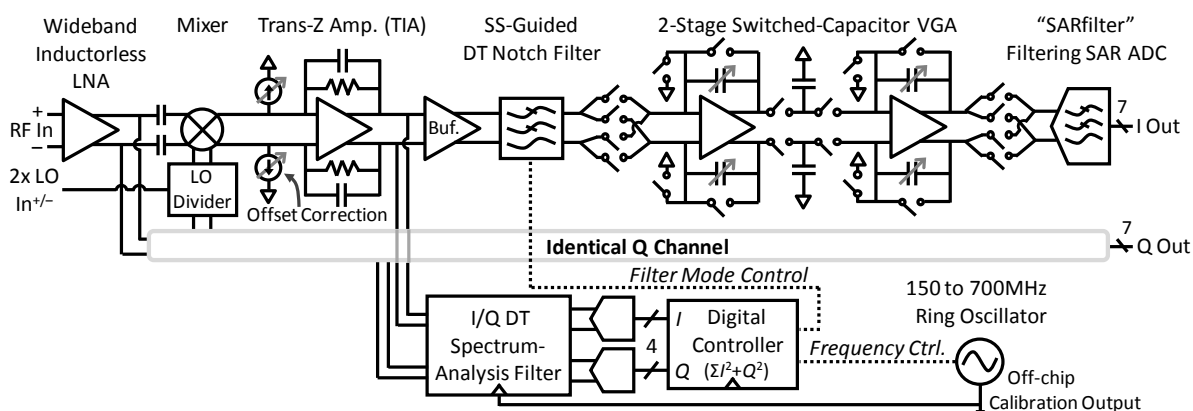 Wideband
Inductorless
LNA
Mixer
Trans-Z Amp. (TIA)
SS-Guided
DT Notch Filter
2-Stage Switched-Capacitor VGA
“SARfilter”
Filtering SAR ADC
+
RF In
−
2x LO
In+/−
LO
Divider
Offset Correction
Buf.
7
I Out
Identical Q Channel
7
Q Out
Filter Mode Control
I/Q DT
Spectrum-
Analysis Filter
4
I
Q
Digital
Controller
(ΣI²+Q²)
Frequency Ctrl.
150 to 700MHz
Ring Oscillator
Off-chip
Calibration Output